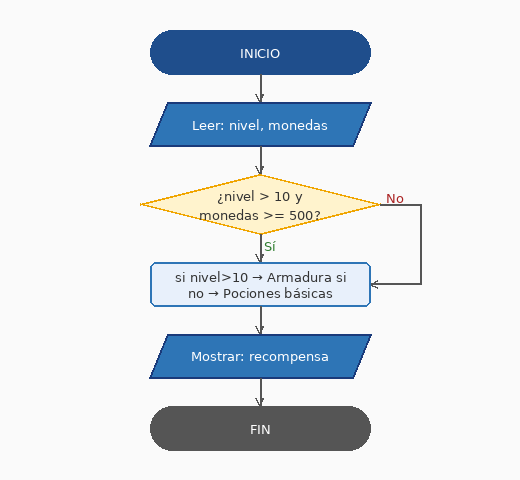 INICIO
Leer: nivel, monedas
¿nivel > 10 y
monedas >= 500?
No
Sí
si nivel>10 → Armadura si
no → Pociones básicas
Mostrar: recompensa
FIN